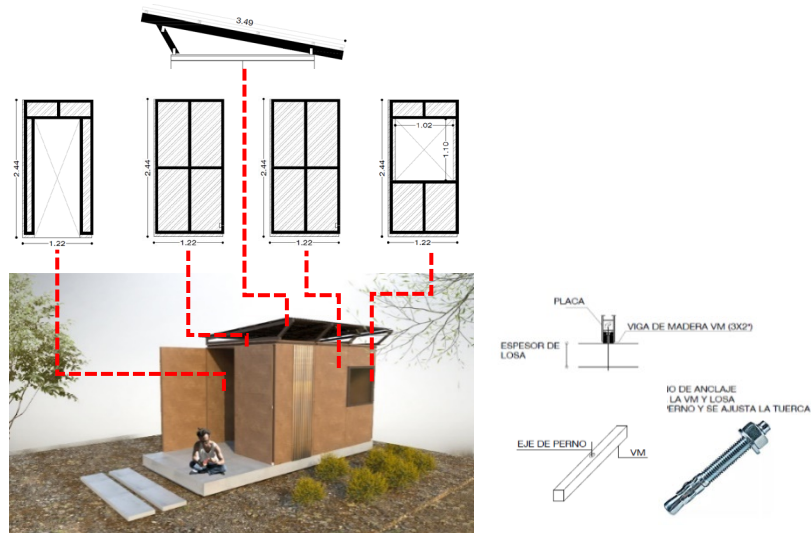 3.49
2.44
1.22
2.44
1.22
2.44
1.22
2.44
1.02
1.10
1.22
PLACA
VIGA DE MADERA VM (3X2")
ESPESOR DE
LOSA
IO DE ANCLAJE
LA VM Y LOSA
ERNO Y SE AJUSTA LA TUERCA
EJE DE PERNO
VM